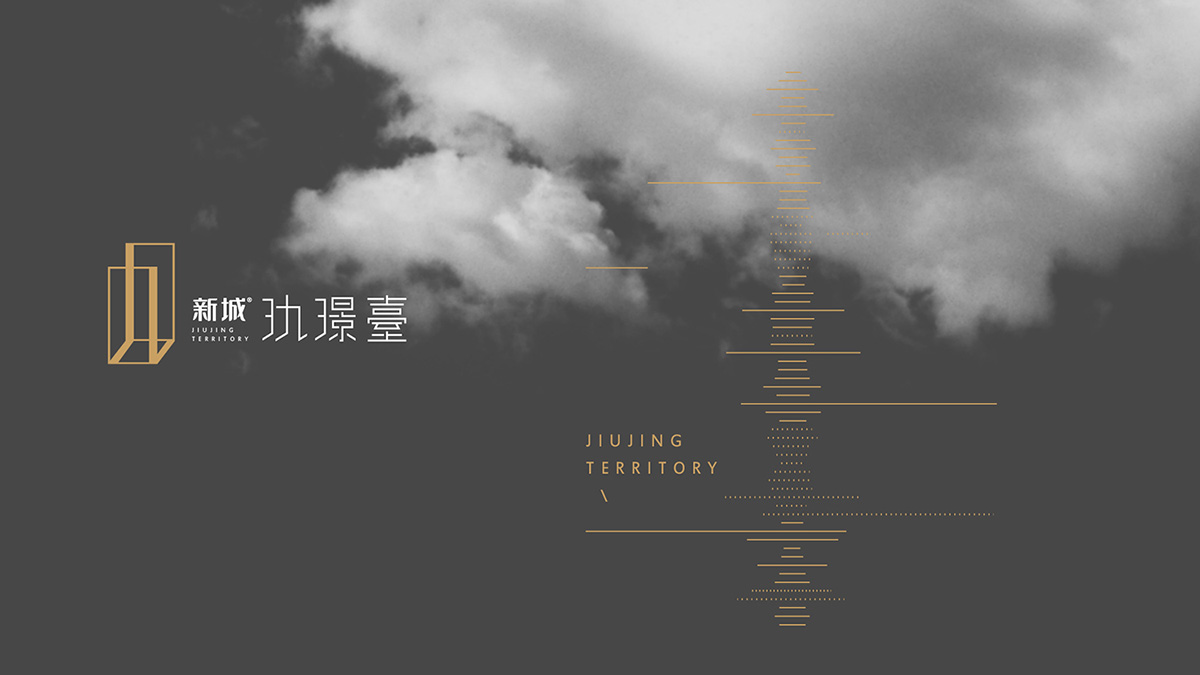 新城®
JIUJING
TERRITORY
玖璟臺
JIUJING
TERRITORY
\